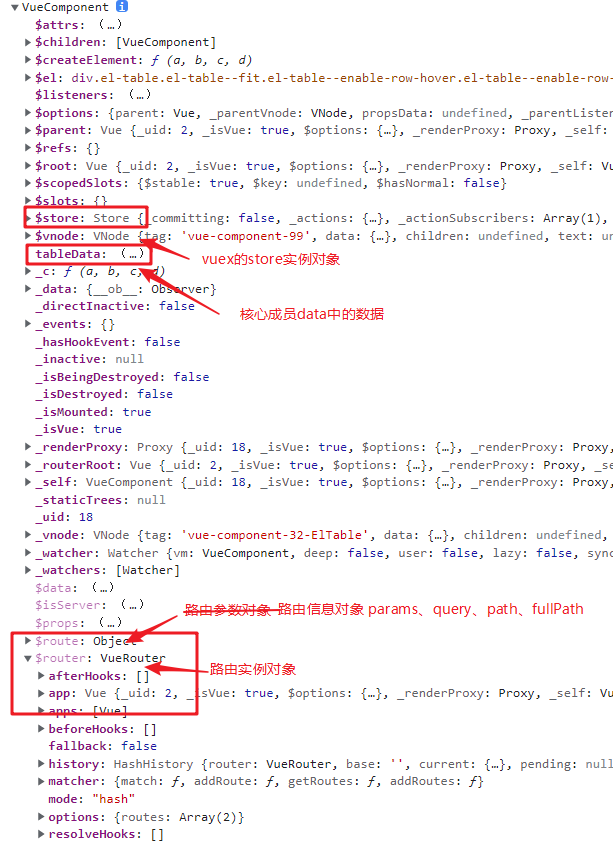 VueComponent i
$attrs: (...)
$children: [VueComponent]
$createElement: ƒ (a, b, c, d)
$el: div.el-table.el-table--fit.el-table--enable-row-hover.el-table--enable-row-
$listeners: (...)
$options: {parent: Vue, _parentVnode: VNode, propsData: undefined, _parentListen
$parent: Vue {_uid: 2, _isVue: true, $options: {…}, _renderProxy: Proxy, _self:
$refs: {}
$root: Vue {_uid: 2, _isVue: true, $options: {…}, _renderProxy: Proxy, _self: Vu
$scopedSlots: {$stable: true, $key: undefined, $hasNormal: false}
$slots: {}
$store: Store {_committing: false, _actions: {…}, _actionSubscribers: Array(1),
$vnode: VNode {tag: 'vue-component-99', data: {…}, children: undefined, text: un
vuex的store实例对象
tableData: (...)
_c: ƒ (a, b, c, d)
_data: {__ob__: Observer}
_directInactive: false
核心成员data中的数据
_events: {}
_hasHookEvent: false
_inactive: null
_isBeingDestroyed: false
_isDestroyed: false
_isMounted: true
_isVue: true
_renderProxy: Proxy {_uid: 18, _isVue: true, $options: {…}, _renderProxy: Proxy,
_routerRoot: Vue {_uid: 2, _isVue: true, $options: {…}, _renderProxy: Proxy, _se
_self: VueComponent {_uid: 18, _isVue: true, $options: {…}, _renderProxy: Proxy,
_staticTrees: null
_uid: 18
_vnode: VNode {tag: 'vue-component-32-ElTable', data: {…}, children: undefined,
_watcher: Watcher {vm: VueComponent, deep: false, user: false, lazy: false, sync
_watchers: [Watcher]
$data: (...)
$isServer: (...)
$props: (...)
路由参数对象 路由信息对象 params、query、path、fullPath
$route: Object
$router: VueRouter
路由实例对象
afterHooks: []
app: Vue {_uid: 2, _isVue: true, $options: {…}, _renderProxy: Proxy, _self: Vu
apps: [Vue]
beforeHooks: []
fallback: false
history: HashHistory {router: VueRouter, base: '', current: {…}, pending: null
matcher: {match: ƒ, addRoute: ƒ, getRoutes: ƒ, addRoutes: ƒ}
mode: "hash"
options: {routes: Array(2)}
resolveHooks: []